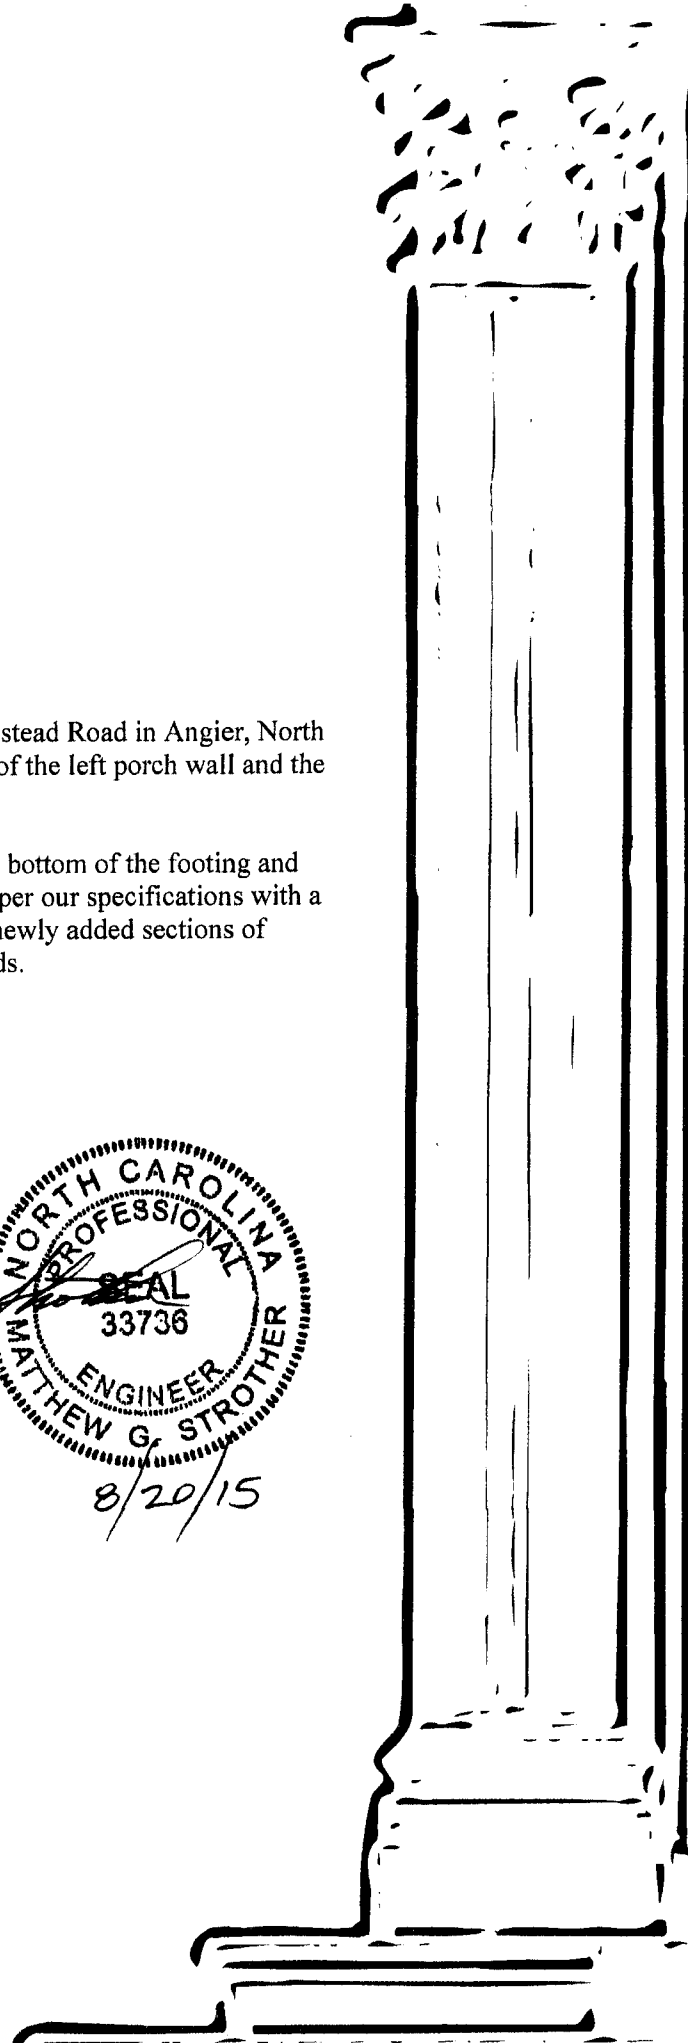 stead Road in Angier, North
of the left porch wall and the
bottom of the footing and
per our specifications with a
newly added sections of
ds.
NORTH CAROLINA
PROFESSIONAL
SEAL
33736
ENGINEER
MATTHEW G. STROTHER
8/20/15